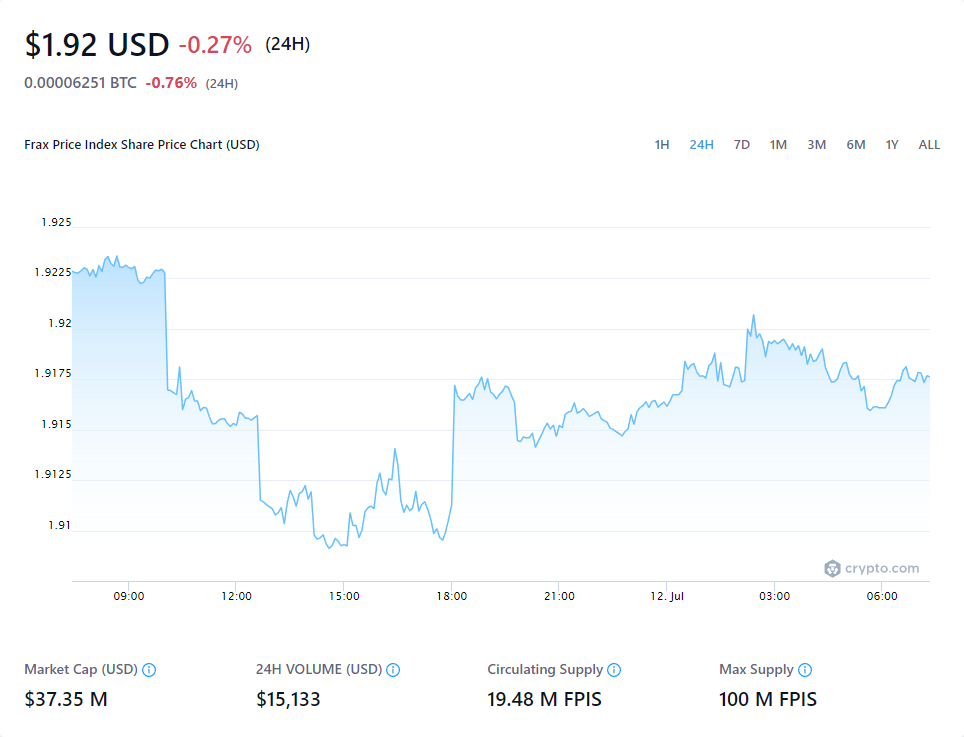 $1.92 USD -0.27% (24H)
0.00006251 BTC -0.76% (24H)
Frax Price Index Share Price Chart (USD)
1H 24H 7D 1M 3M 6M 1Y ALL
1.925
1.9225
1.92
1.9175
1.915
1.9125
1.91
crypto.com
09:00 12:00 15:00 18:00 21:00 12. Jul 03:00 06:00
Market Cap (USD) 24H VOLUME (USD) Circulating Supply Max Supply
$37.35 M $15,133 19.48 M FPIS 100 M FPIS